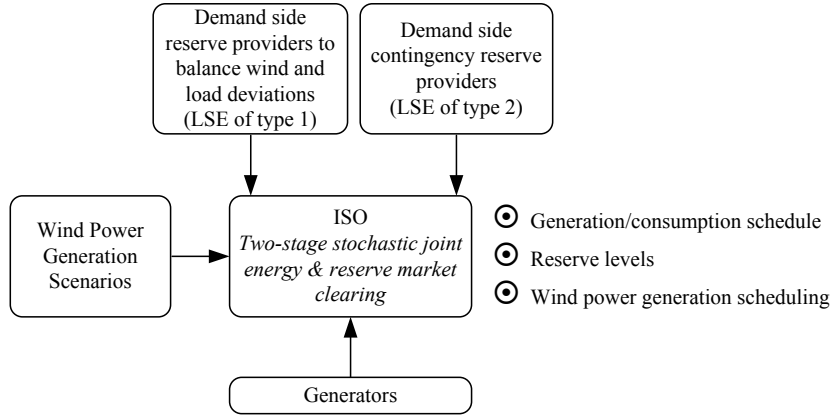 Demand side
reserve providers to
balance wind and
load deviations
(LSE of type 1)
Demand side
contingency reserve
providers
(LSE of type 2)
Wind Power
Generation
Scenarios
ISO
Two-stage stochastic joint
energy & reserve market
clearing
Generation/consumption schedule
Reserve levels
Wind power generation scheduling
Generators